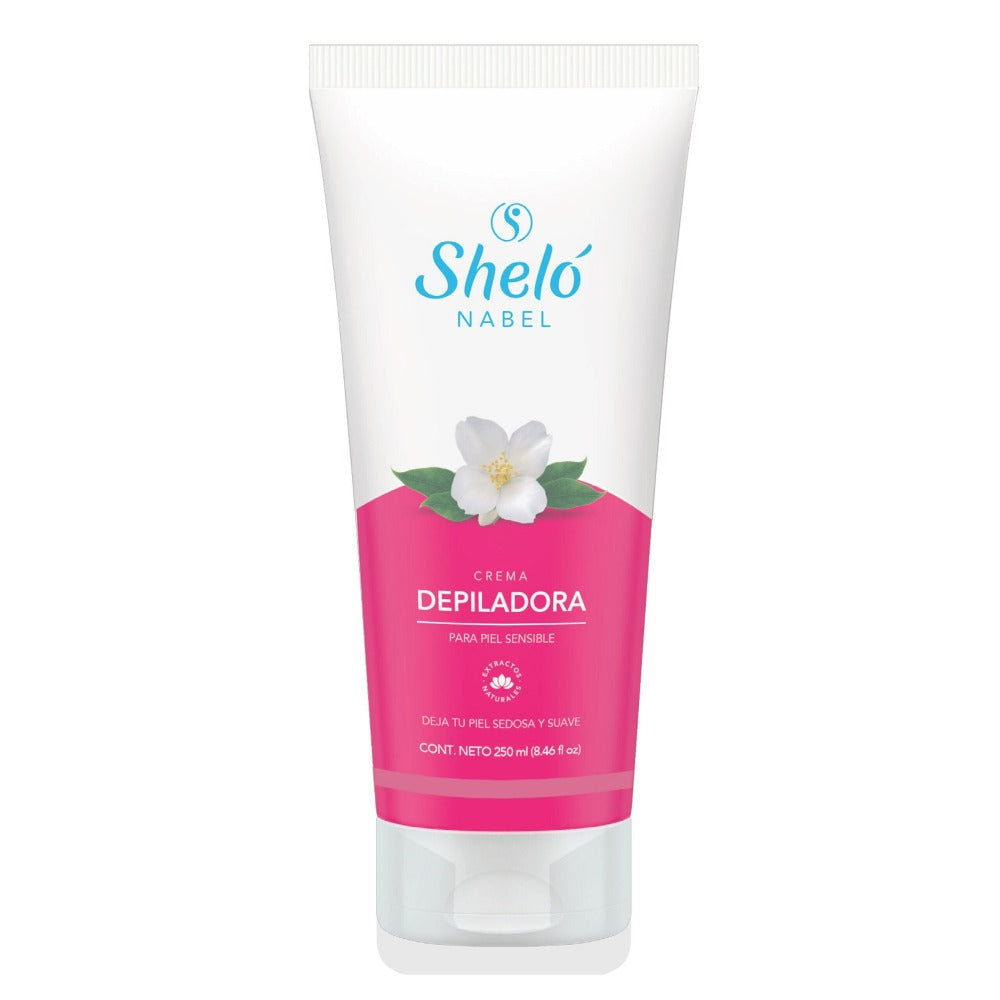 Sheló
NABEL
CREMA
DEPILADORA
PARA PIEL SENSIBLE
EXTRACTOS
NATURALES
DEJA TU PIEL SEDOSA Y SUAVE
CONT. NETO 250 ml (8.46 fl oz)